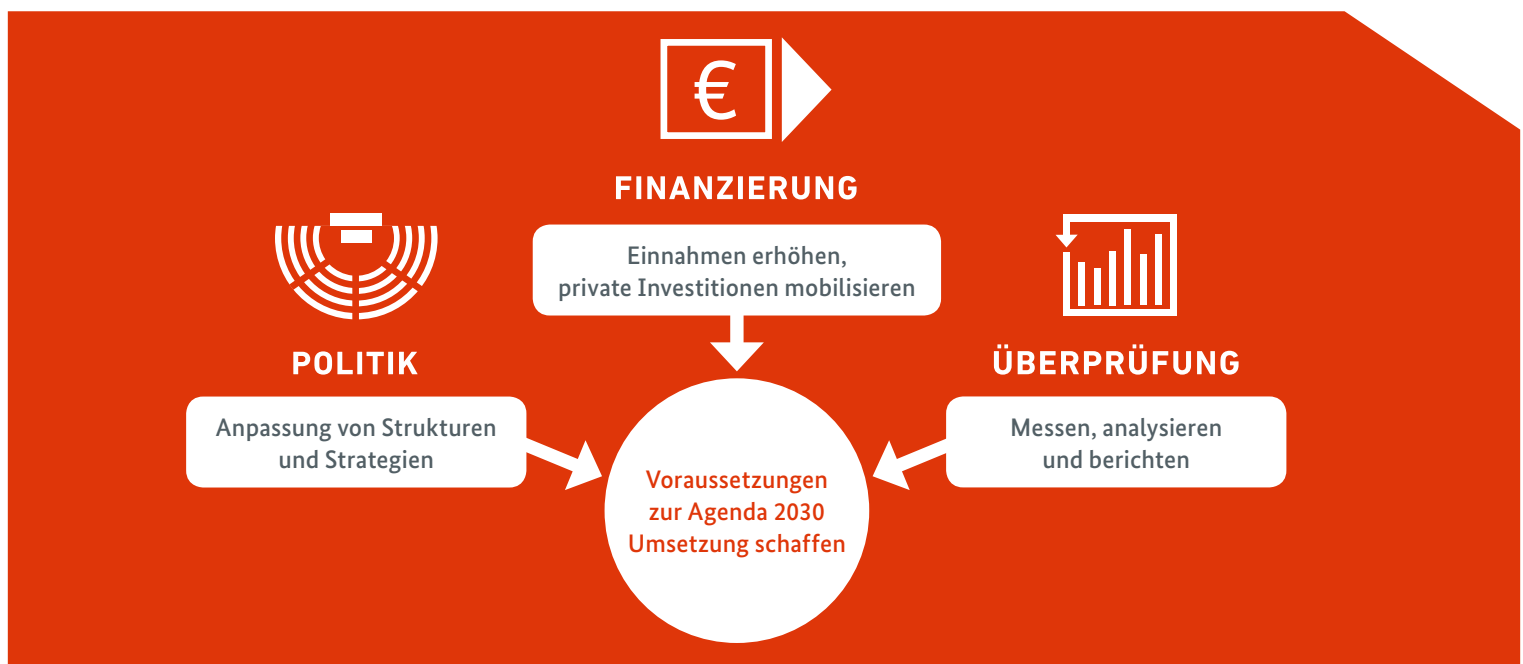 €
FINANZIERUNG
Einnahmen erhöhen,
private Investitionen mobilisieren
POLITIK
Anpassung von Strukturen
und Strategien
ÜBERPRÜFUNG
Messen, analysieren
und berichten
Voraussetzungen
zur Agenda 2030
Umsetzung schaffen